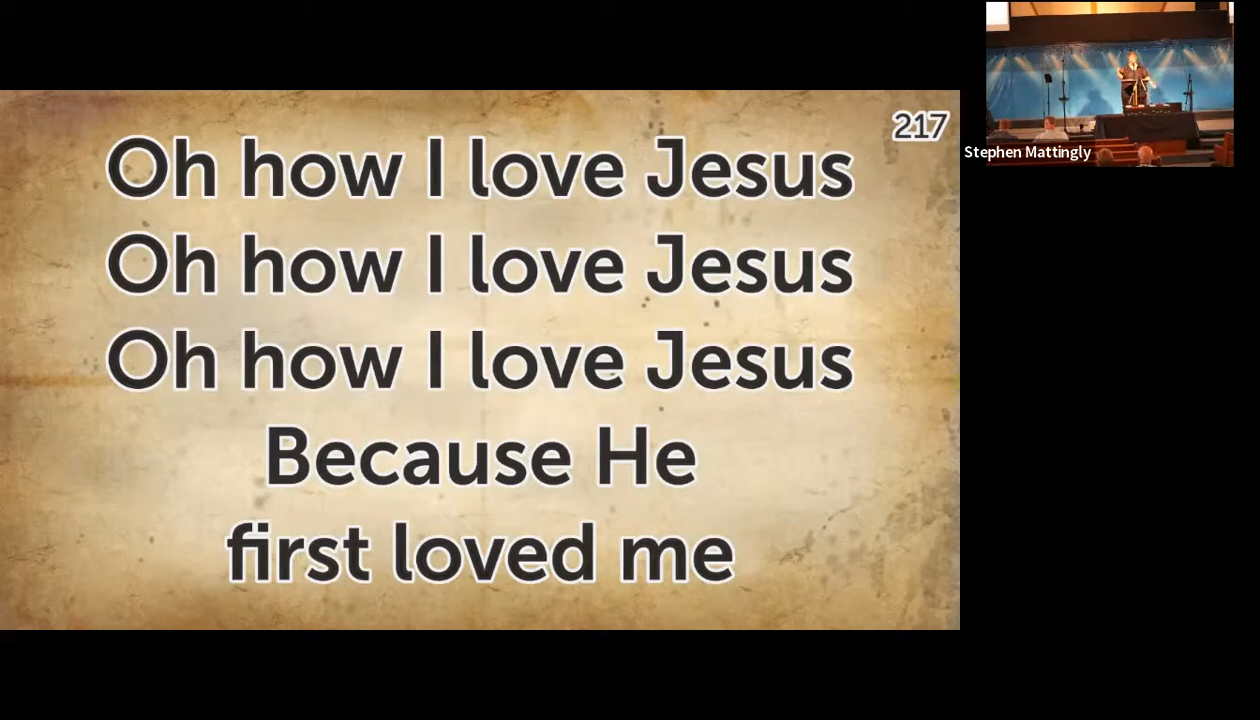 217
Oh how I love Jesus
Oh how I love Jesus
Oh how I love Jesus
Because He
first loved me
Stephen Mattingly